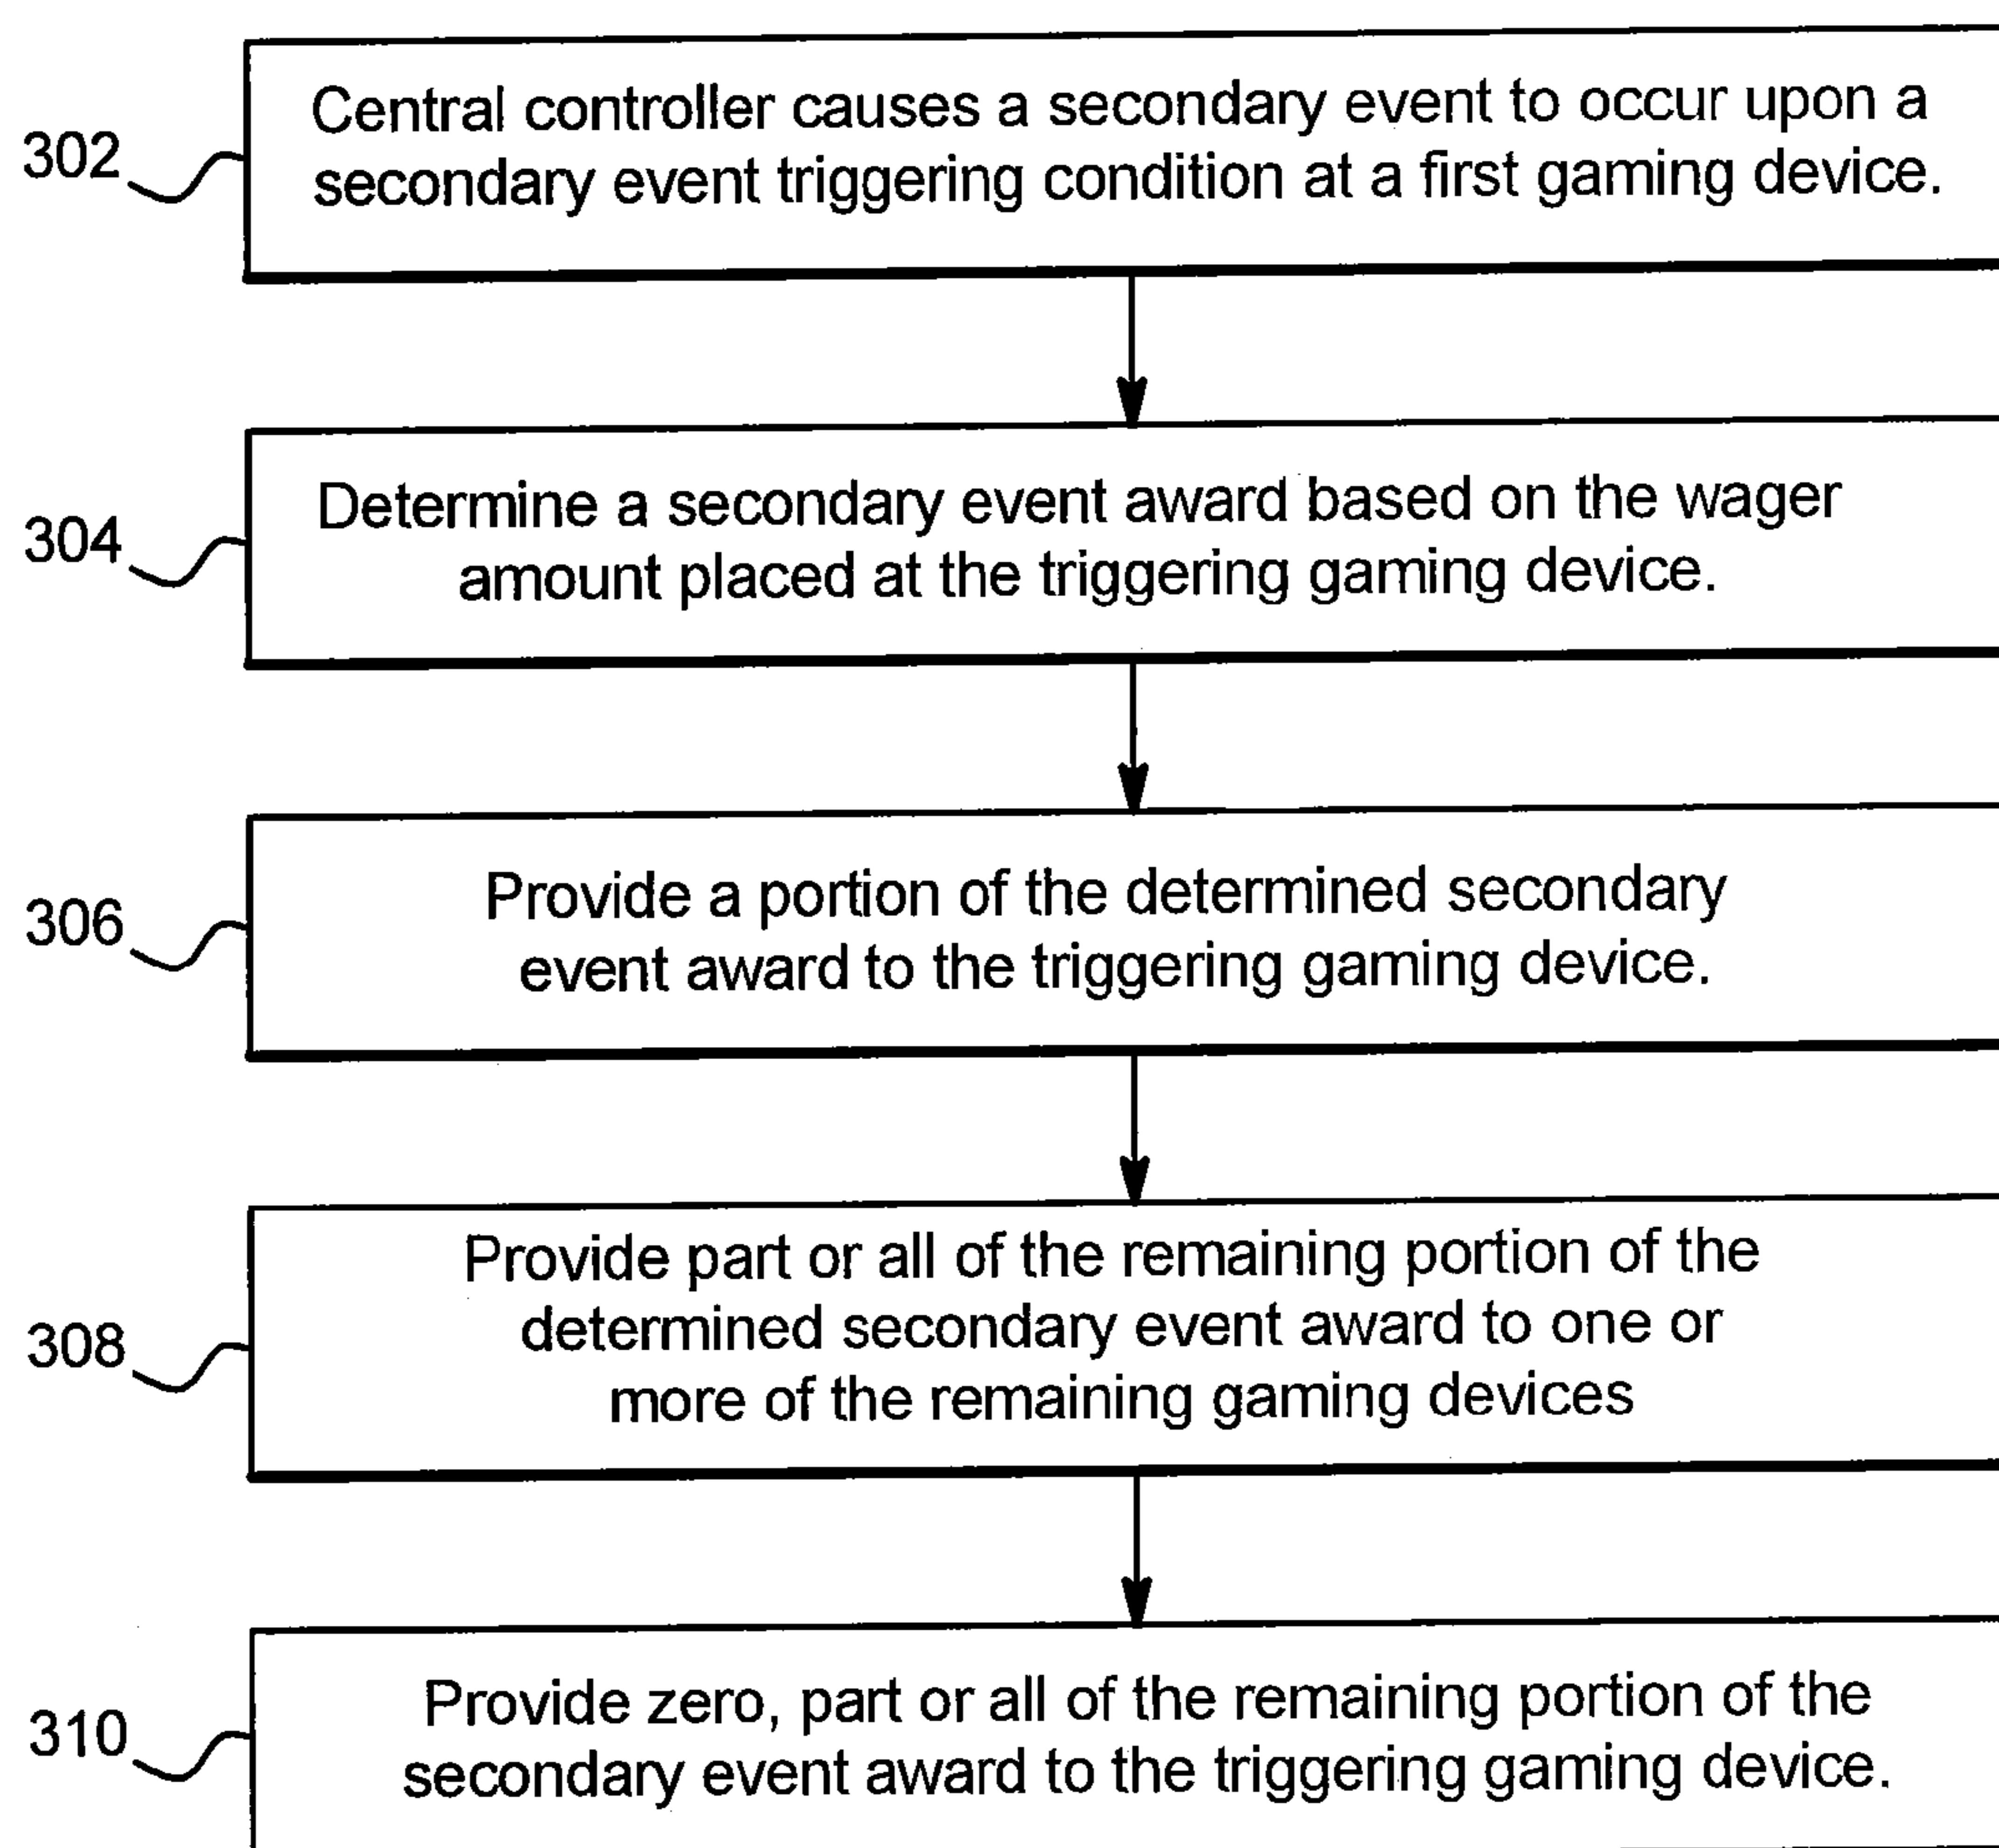 302
Central controller causes a secondary event to occur upon a
secondary event triggering condition at a first gaming device.
304
Determine a secondary event award based on the wager
amount placed at the triggering gaming device.
306
Provide a portion of the determined secondary
event award to the triggering gaming device.
308
Provide part or all of the remaining portion of the
determined secondary event award to one or
more of the remaining gaming devices
310
Provide zero, part or all of the remaining portion of the
secondary event award to the triggering gaming device.